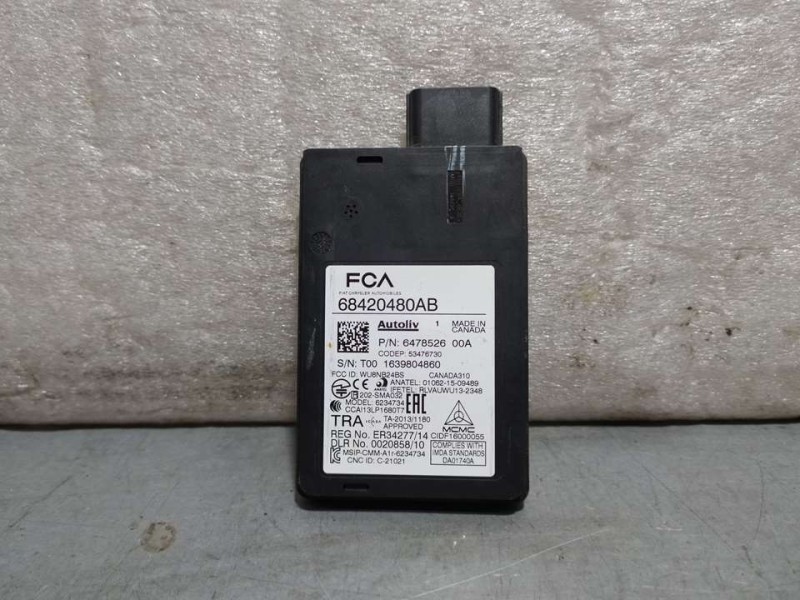 FCA
FIAT CHRYSLER AUTOMOBILES
68420480AB
Autoliv 1 MADE IN CANADA
P/N: 6478526 00A
CODEP: 53476730
S/N: T00 1639804860
FCC ID: WU8NB24BS CANADA310
ANATEL: 01062-15-09489
IFETEL: RLVAUWU13-2348
202-SMA032
MODEL: 6234734
CCAI13LP1680T7
EAC
TRA TA-2013/1180 APPROVED
MCMC
REG No. ER34277/14 CIDF16000055
DLR No. 0020858/10
COMPLIES WITH IMDA STANDARDS DA01740A
MSIP-CMM-A1r-6234734
CNC ID: C-21021